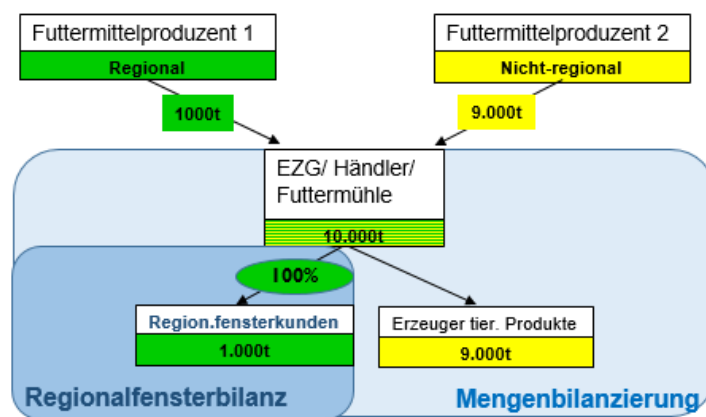 Futtermittelproduzent 1
Regional
Futtermittelproduzent 2
Nicht-regional
1000t
9.000t
EZG/ Händler/
Futtermühle
10.000t
100%
Region.fensterkunden
1.000t
Erzeuger tier. Produkte
9.000t
Regionalfensterbilanz
Mengenbilanzierung